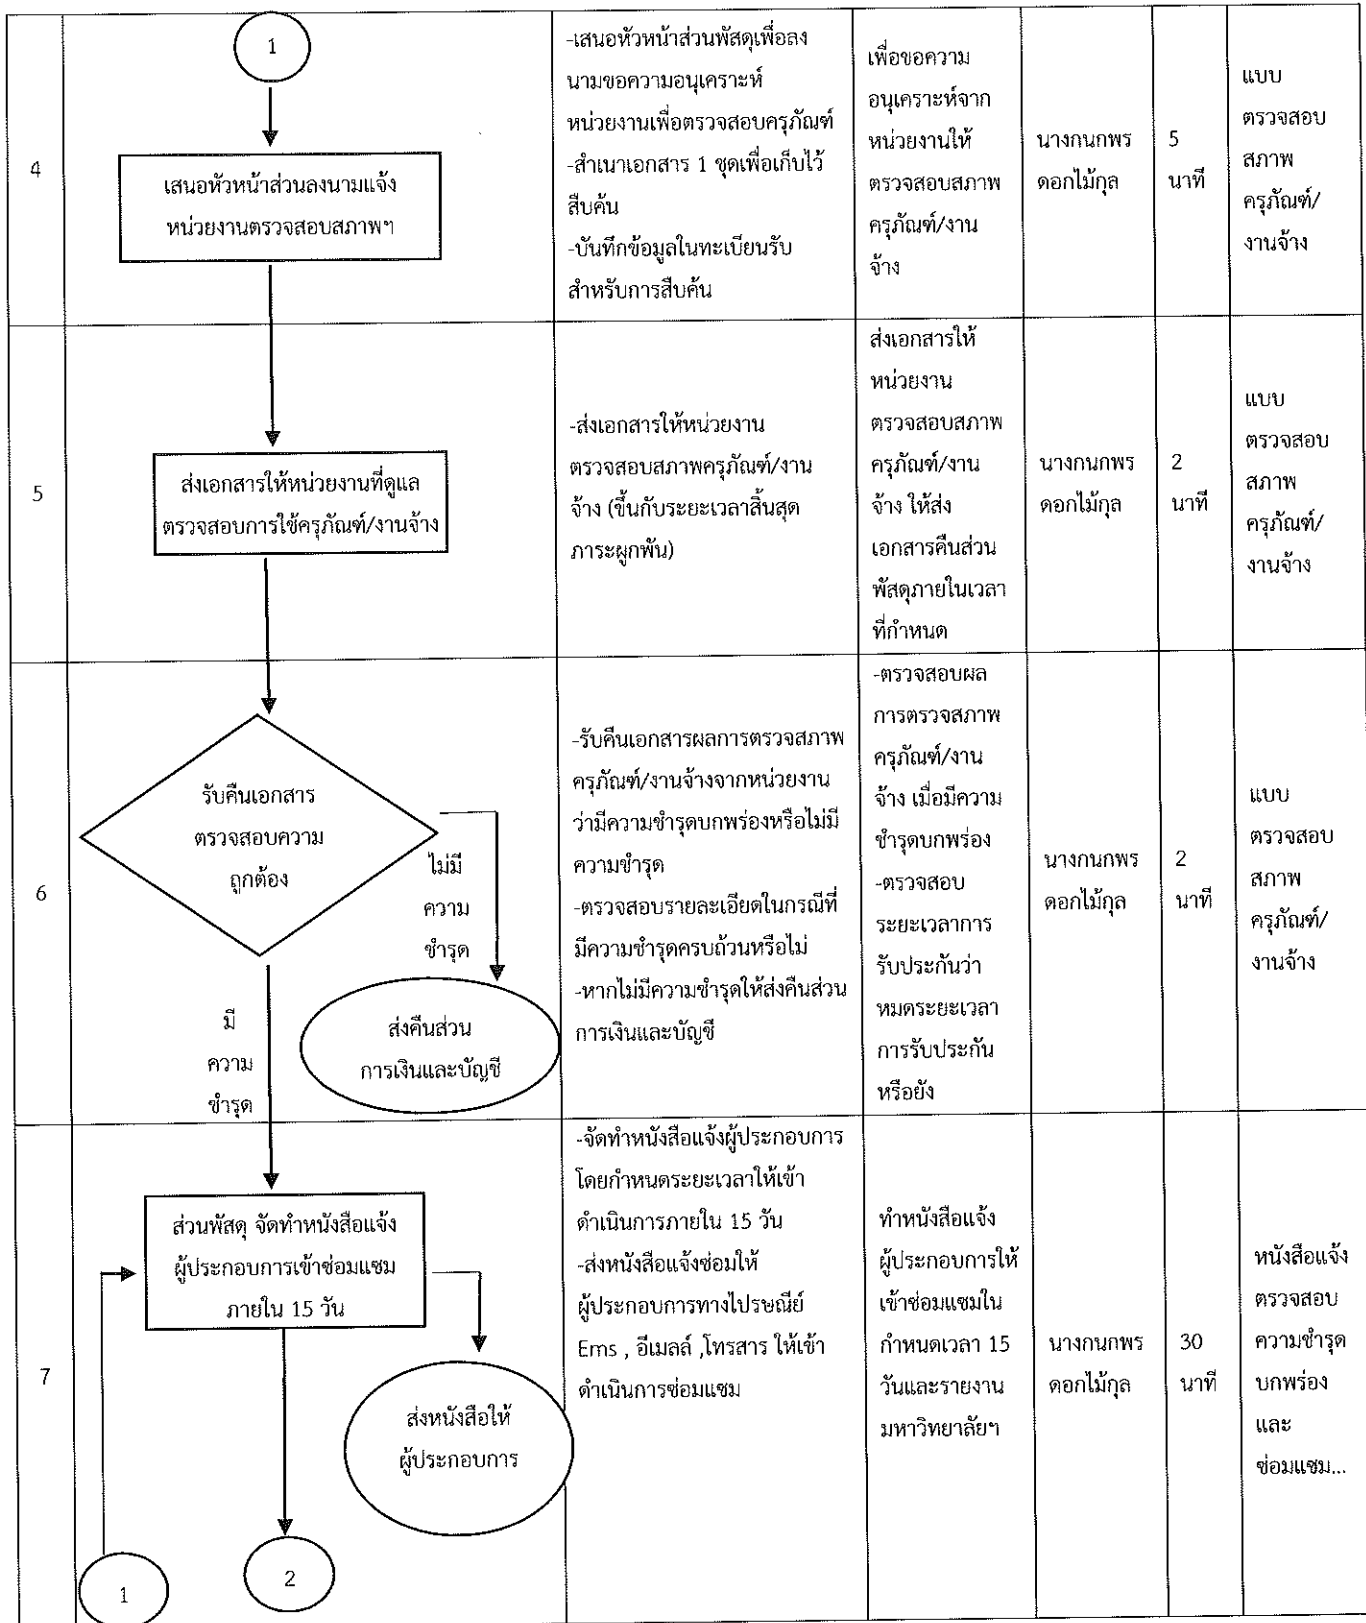 4
1
เสนอหัวหน้าส่วนลงนามแจ้ง
หน่วยงานตรวจสอบสภาพฯ
-เสนอหัวหน้าส่วนพัสดุเพื่อลง
นามขอความอนุเคราะห์
หน่วยงานเพื่อตรวจสอบครุภัณฑ์
-สำเนาเอกสาร 1 ชุดเพื่อเก็บไว้
สืบค้น
-บันทึกข้อมูลในทะเบียนรับ
สำหรับการสืบค้น
เพื่อขอความ
อนุเคราะห์จาก
หน่วยงานให้
ตรวจสอบสภาพ
ครุภัณฑ์/งาน
จ้าง
นางกนกพร
ดอกไม้กุล
5
นาที
แบบ
ตรวจสอบ
สภาพ
ครุภัณฑ์/
งานจ้าง
5
ส่งเอกสารให้หน่วยงานที่ดูแล
ตรวจสอบการใช้ครุภัณฑ์/งานจ้าง
-ส่งเอกสารให้หน่วยงาน
ตรวจสอบสภาพครุภัณฑ์/งาน
จ้าง (ขึ้นกับระยะเวลาสิ้นสุด
ภาระผูกพัน)
ส่งเอกสารให้
หน่วยงาน
ตรวจสอบสภาพ
ครุภัณฑ์/งาน
จ้าง ให้ส่ง
เอกสารคืนส่วน
พัสดุภายในเวลา
ที่กำหนด
นางกนกพร
ดอกไม้กุล
2
นาที
แบบ
ตรวจสอบ
สภาพ
ครุภัณฑ์/
งานจ้าง
6
รับคืนเอกสาร
ตรวจสอบความ
ถูกต้อง
ไม่มี
ความ
ชำรุด
ส่งคืนส่วน
การเงินและบัญชี
มี
ความ
ชำรุด
-รับคืนเอกสารผลการตรวจสภาพ
ครุภัณฑ์/งานจ้างจากหน่วยงาน
ว่ามีความชำรุดบกพร่องหรือไม่มี
ความชำรุด
-ตรวจสอบรายละเอียดในกรณีที่
มีความชำรุดครบถ้วนหรือไม่
-หากไม่มีความชำรุดให้ส่งคืนส่วน
การเงินและบัญชี
-ตรวจสอบผล
การตรวจสภาพ
ครุภัณฑ์/งาน
จ้าง เมื่อมีความ
ชำรุดบกพร่อง
-ตรวจสอบ
ระยะเวลาการ
รับประกันว่า
หมดระยะเวลา
การรับประกัน
หรือยัง
นางกนกพร
ดอกไม้กุล
2
นาที
แบบ
ตรวจสอบ
สภาพ
ครุภัณฑ์/
งานจ้าง
7
ส่วนพัสดุ จัดทำหนังสือแจ้ง
ผู้ประกอบการเข้าซ่อมแซม
ภายใน 15 วัน
ส่งหนังสือให้
ผู้ประกอบการ
1
2
-จัดทำหนังสือแจ้งผู้ประกอบการ
โดยกำหนดระยะเวลาให้เข้า
ดำเนินการภายใน 15 วัน
-ส่งหนังสือแจ้งซ่อมให้
ผู้ประกอบการทางไปรษณีย์
Ems , อีเมลล์ ,โทรสาร ให้เข้า
ดำเนินการซ่อมแซม
ทำหนังสือแจ้ง
ผู้ประกอบการให้
เข้าซ่อมแซมใน
กำหนดเวลา 15
วันและรายงาน
มหาวิทยาลัยฯ
นางกนกพร
ดอกไม้กุล
30
นาที
หนังสือแจ้ง
ตรวจสอบ
ความชำรุด
บกพร่อง
และ
ซ่อมแซม...